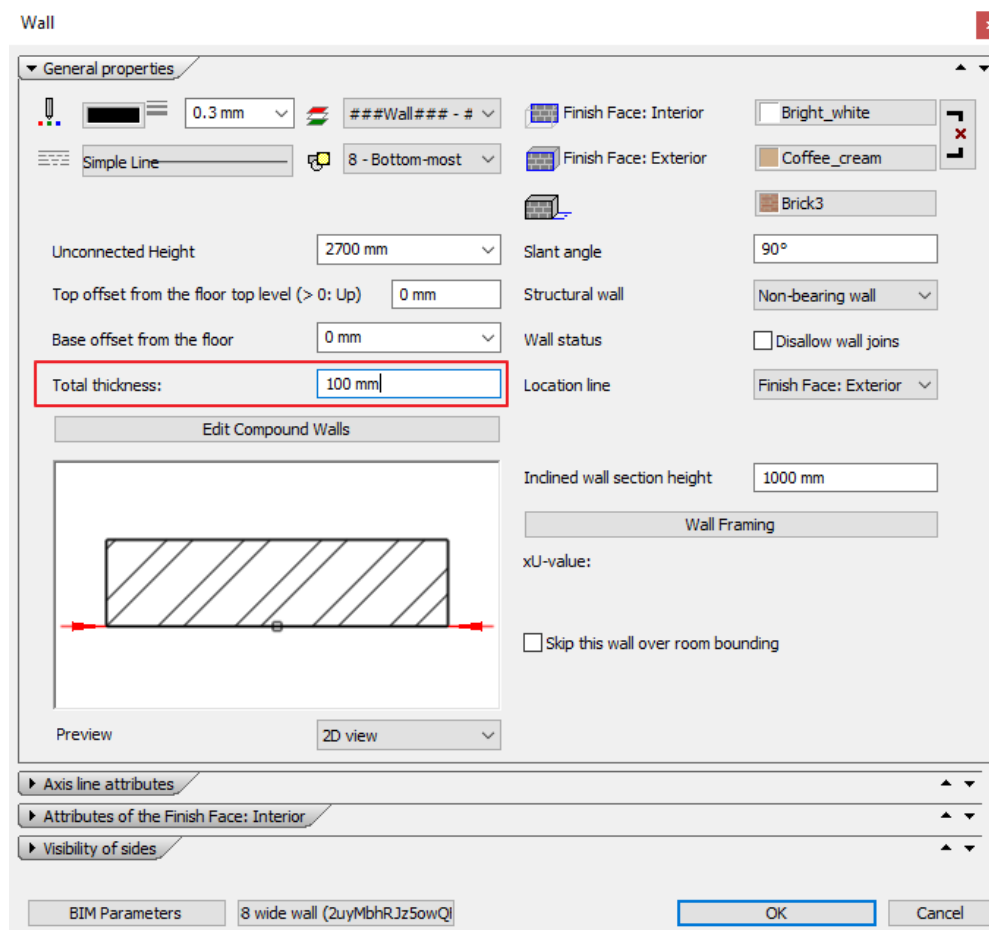 Wall
General properties
0.3 mm
###Wall### - #
Finish Face: Interior
Bright_white
Simple Line
8 - Bottom-most
Finish Face: Exterior
Coffee_cream
Brick3
Unconnected Height
2700 mm
Slant angle
90°
Top offset from the floor top level (> 0: Up)
0 mm
Structural wall
Non-bearing wall
Base offset from the floor
0 mm
Wall status
Disallow wall joins
Total thickness:
100 mm
Location line
Finish Face: Exterior
Edit Compound Walls
Inclined wall section height
1000 mm
Wall Framing
xU-value:
Skip this wall over room bounding
Preview
2D view
Axis line attributes
Attributes of the Finish Face: Interior
Visibility of sides
BIM Parameters
8 wide wall (2uyMbhRJz5owQI
OK
Cancel